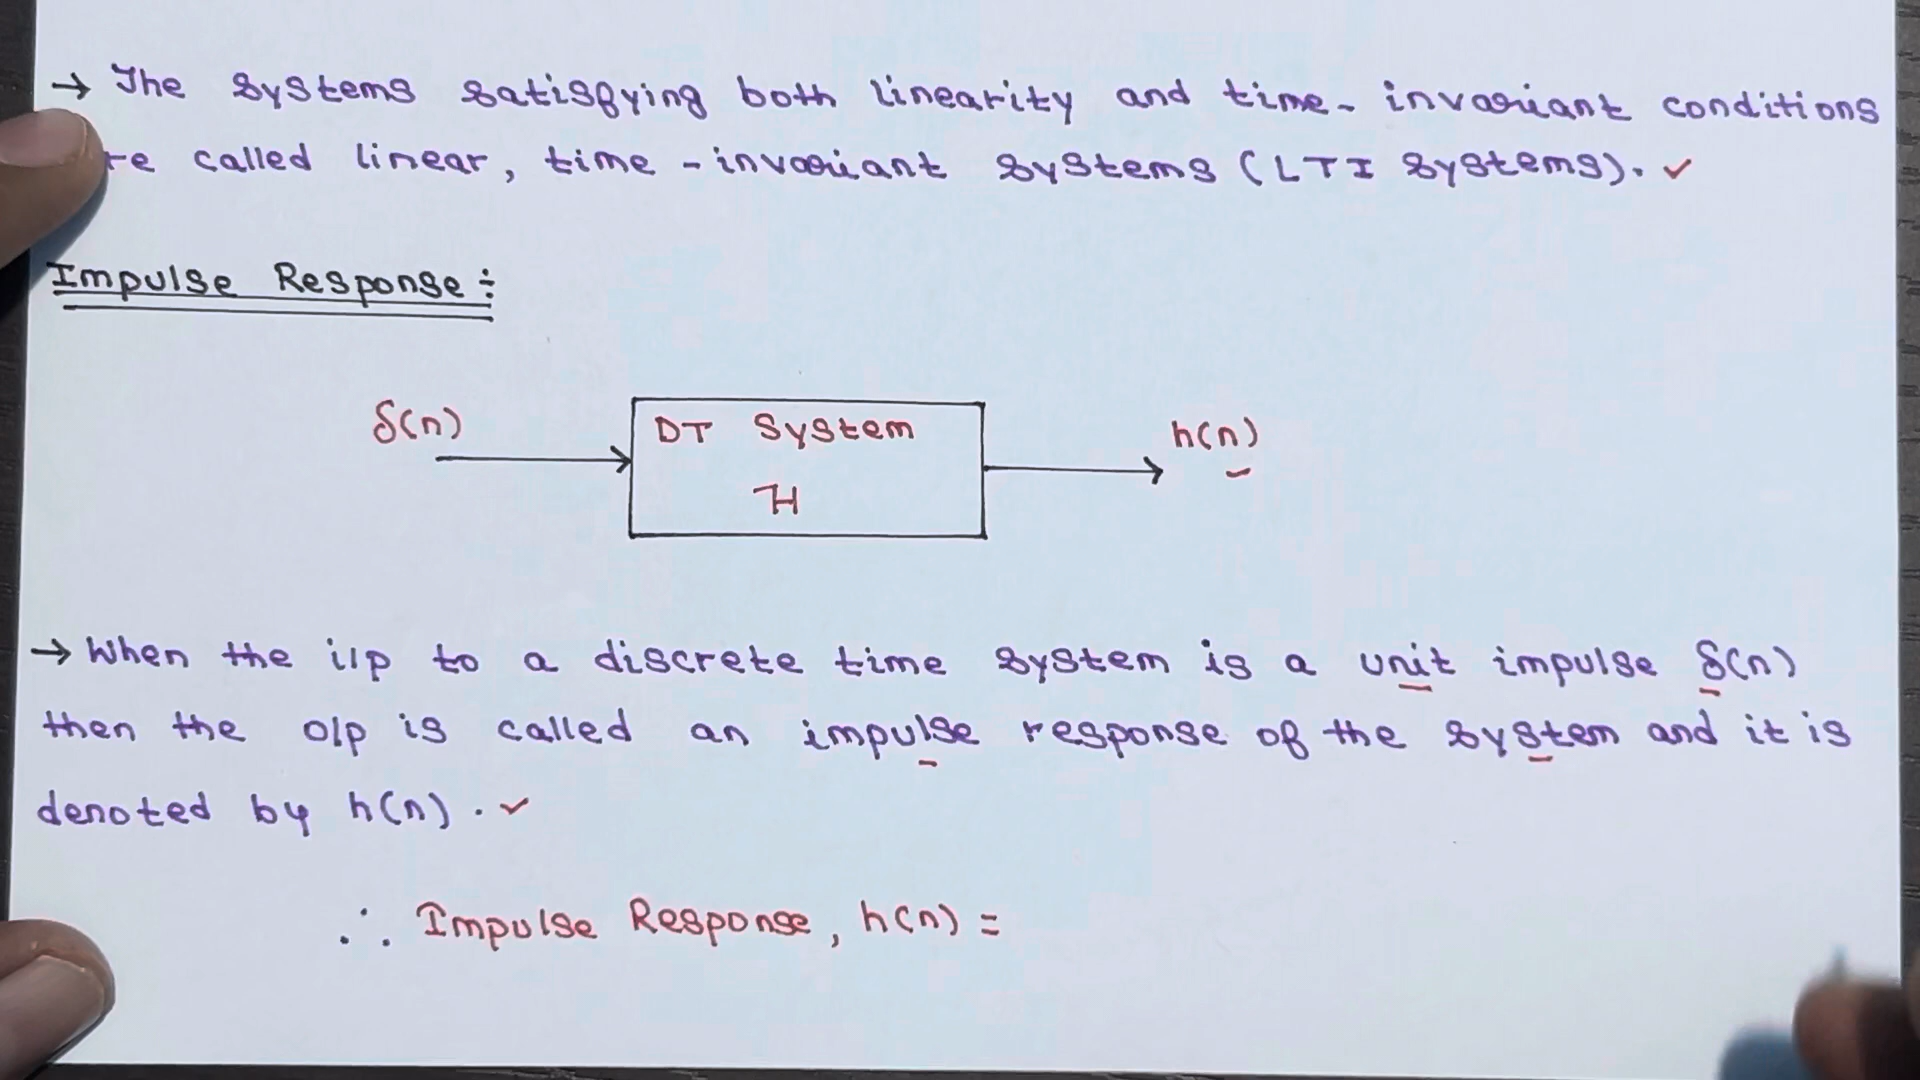 → The systems satisfying both linearity and time-invariant conditions
re called linear, time-invariant systems (LTI systems). ✓
Impulse Response:
δ(n)
DT System
H
h(n)
→ When the i/p to a discrete time system is a unit impulse δ(n)
then the o/p is called an impulse response of the system and it is
denoted by h(n). ✓
∴ Impulse Response, h(n) =